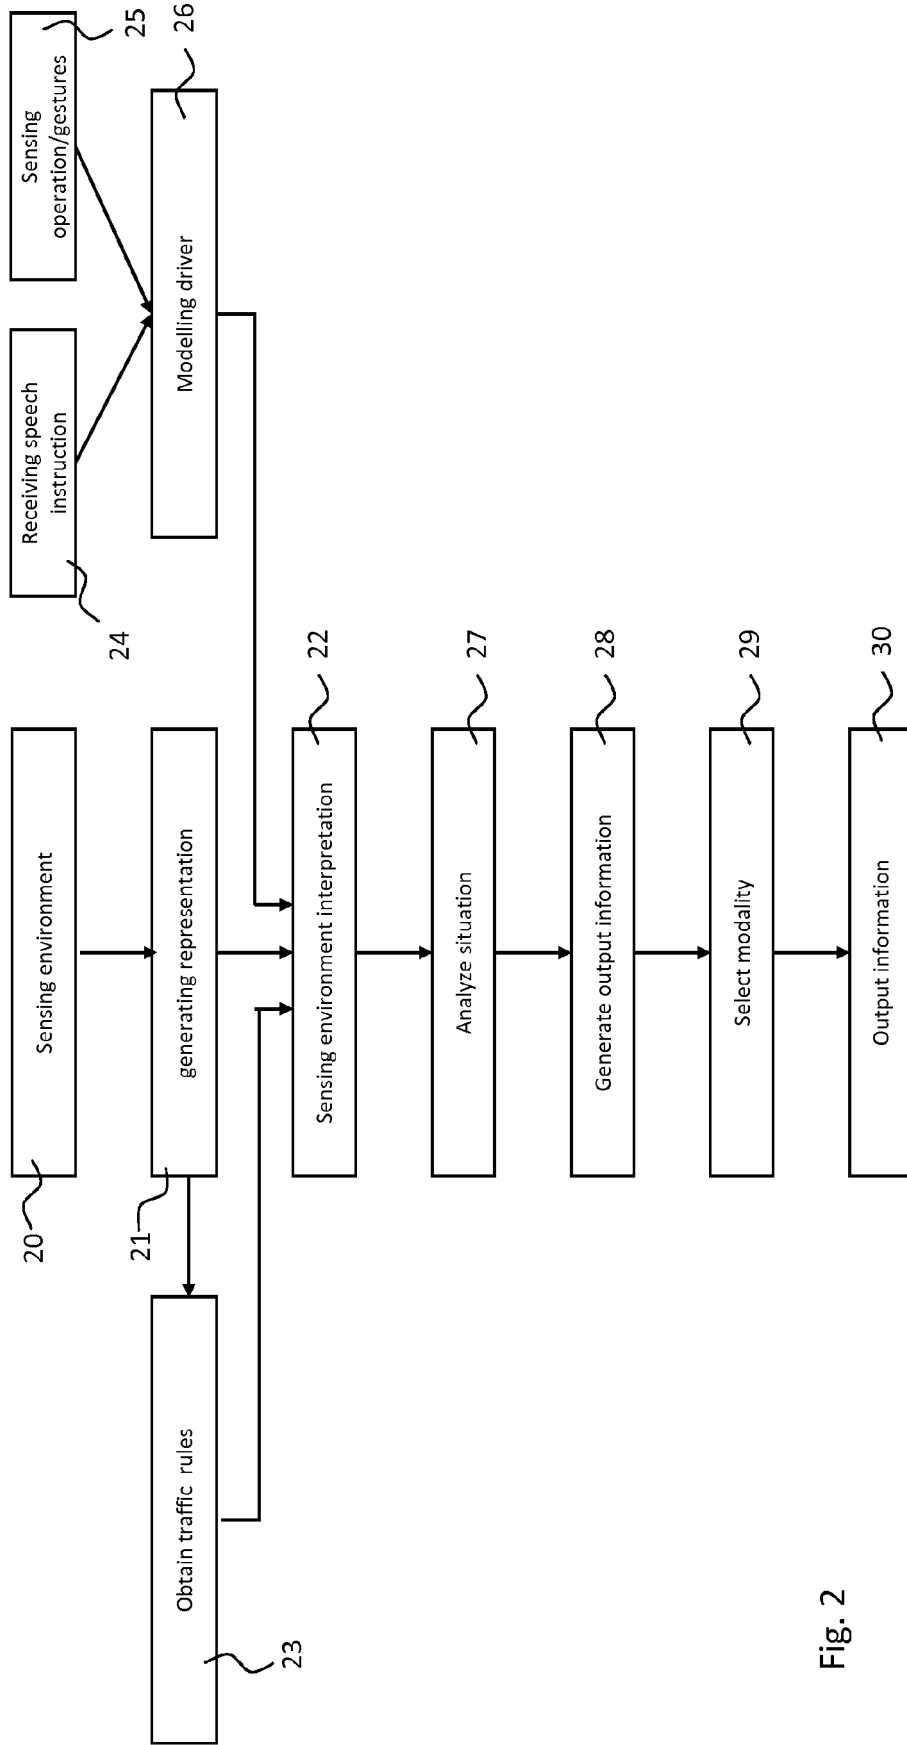 Sensing environment
20
Receiving speech
instruction
24
Sensing
operation/gestures
25
Obtain traffic rules
23
generating representation
21
Modelling driver
26
Sensing environment interpretation
22
Analyze situation
27
Generate output information
28
Select modality
29
Output information
30
Fig. 2